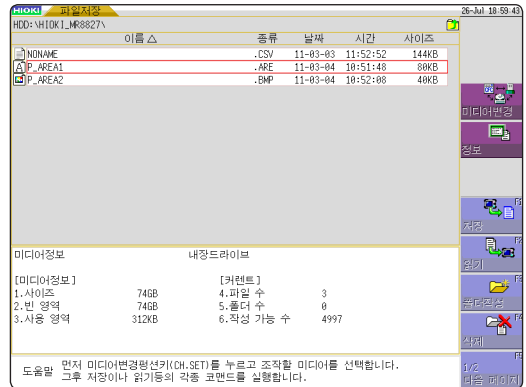 HIOKI 파일저장 26-Jul 18:59:43
HDD:\HIOKI_MR8827\
이름 △ 종류 날짜 시간 사이즈
NONAME .CSV 11-03-03 11:52:52 144KB
P_AREA1 .ARE 11-03-04 10:51:48 80KB
P_AREA2 .BMP 11-03-04 10:52:08 40KB
미디어변경
정보
F1
저장
F2
읽기
F3
폴더작성
F4
삭제
F5
1/2
다음 페이지
미디어정보 내장드라이브
[미디어정보] [커렌트]
1.사이즈 74GB 4.파일 수 3
2.빈 영역 74GB 5.폴더 수 0
3.사용 영역 312KB 6.작성 가능 수 4997
도움말 먼저 미디어변경펑션키(CH.SET)를 누르고 조작할 미디어를 선택합니다.
그후 저장이나 읽기등의 각종 코맨드를 실행합니다.